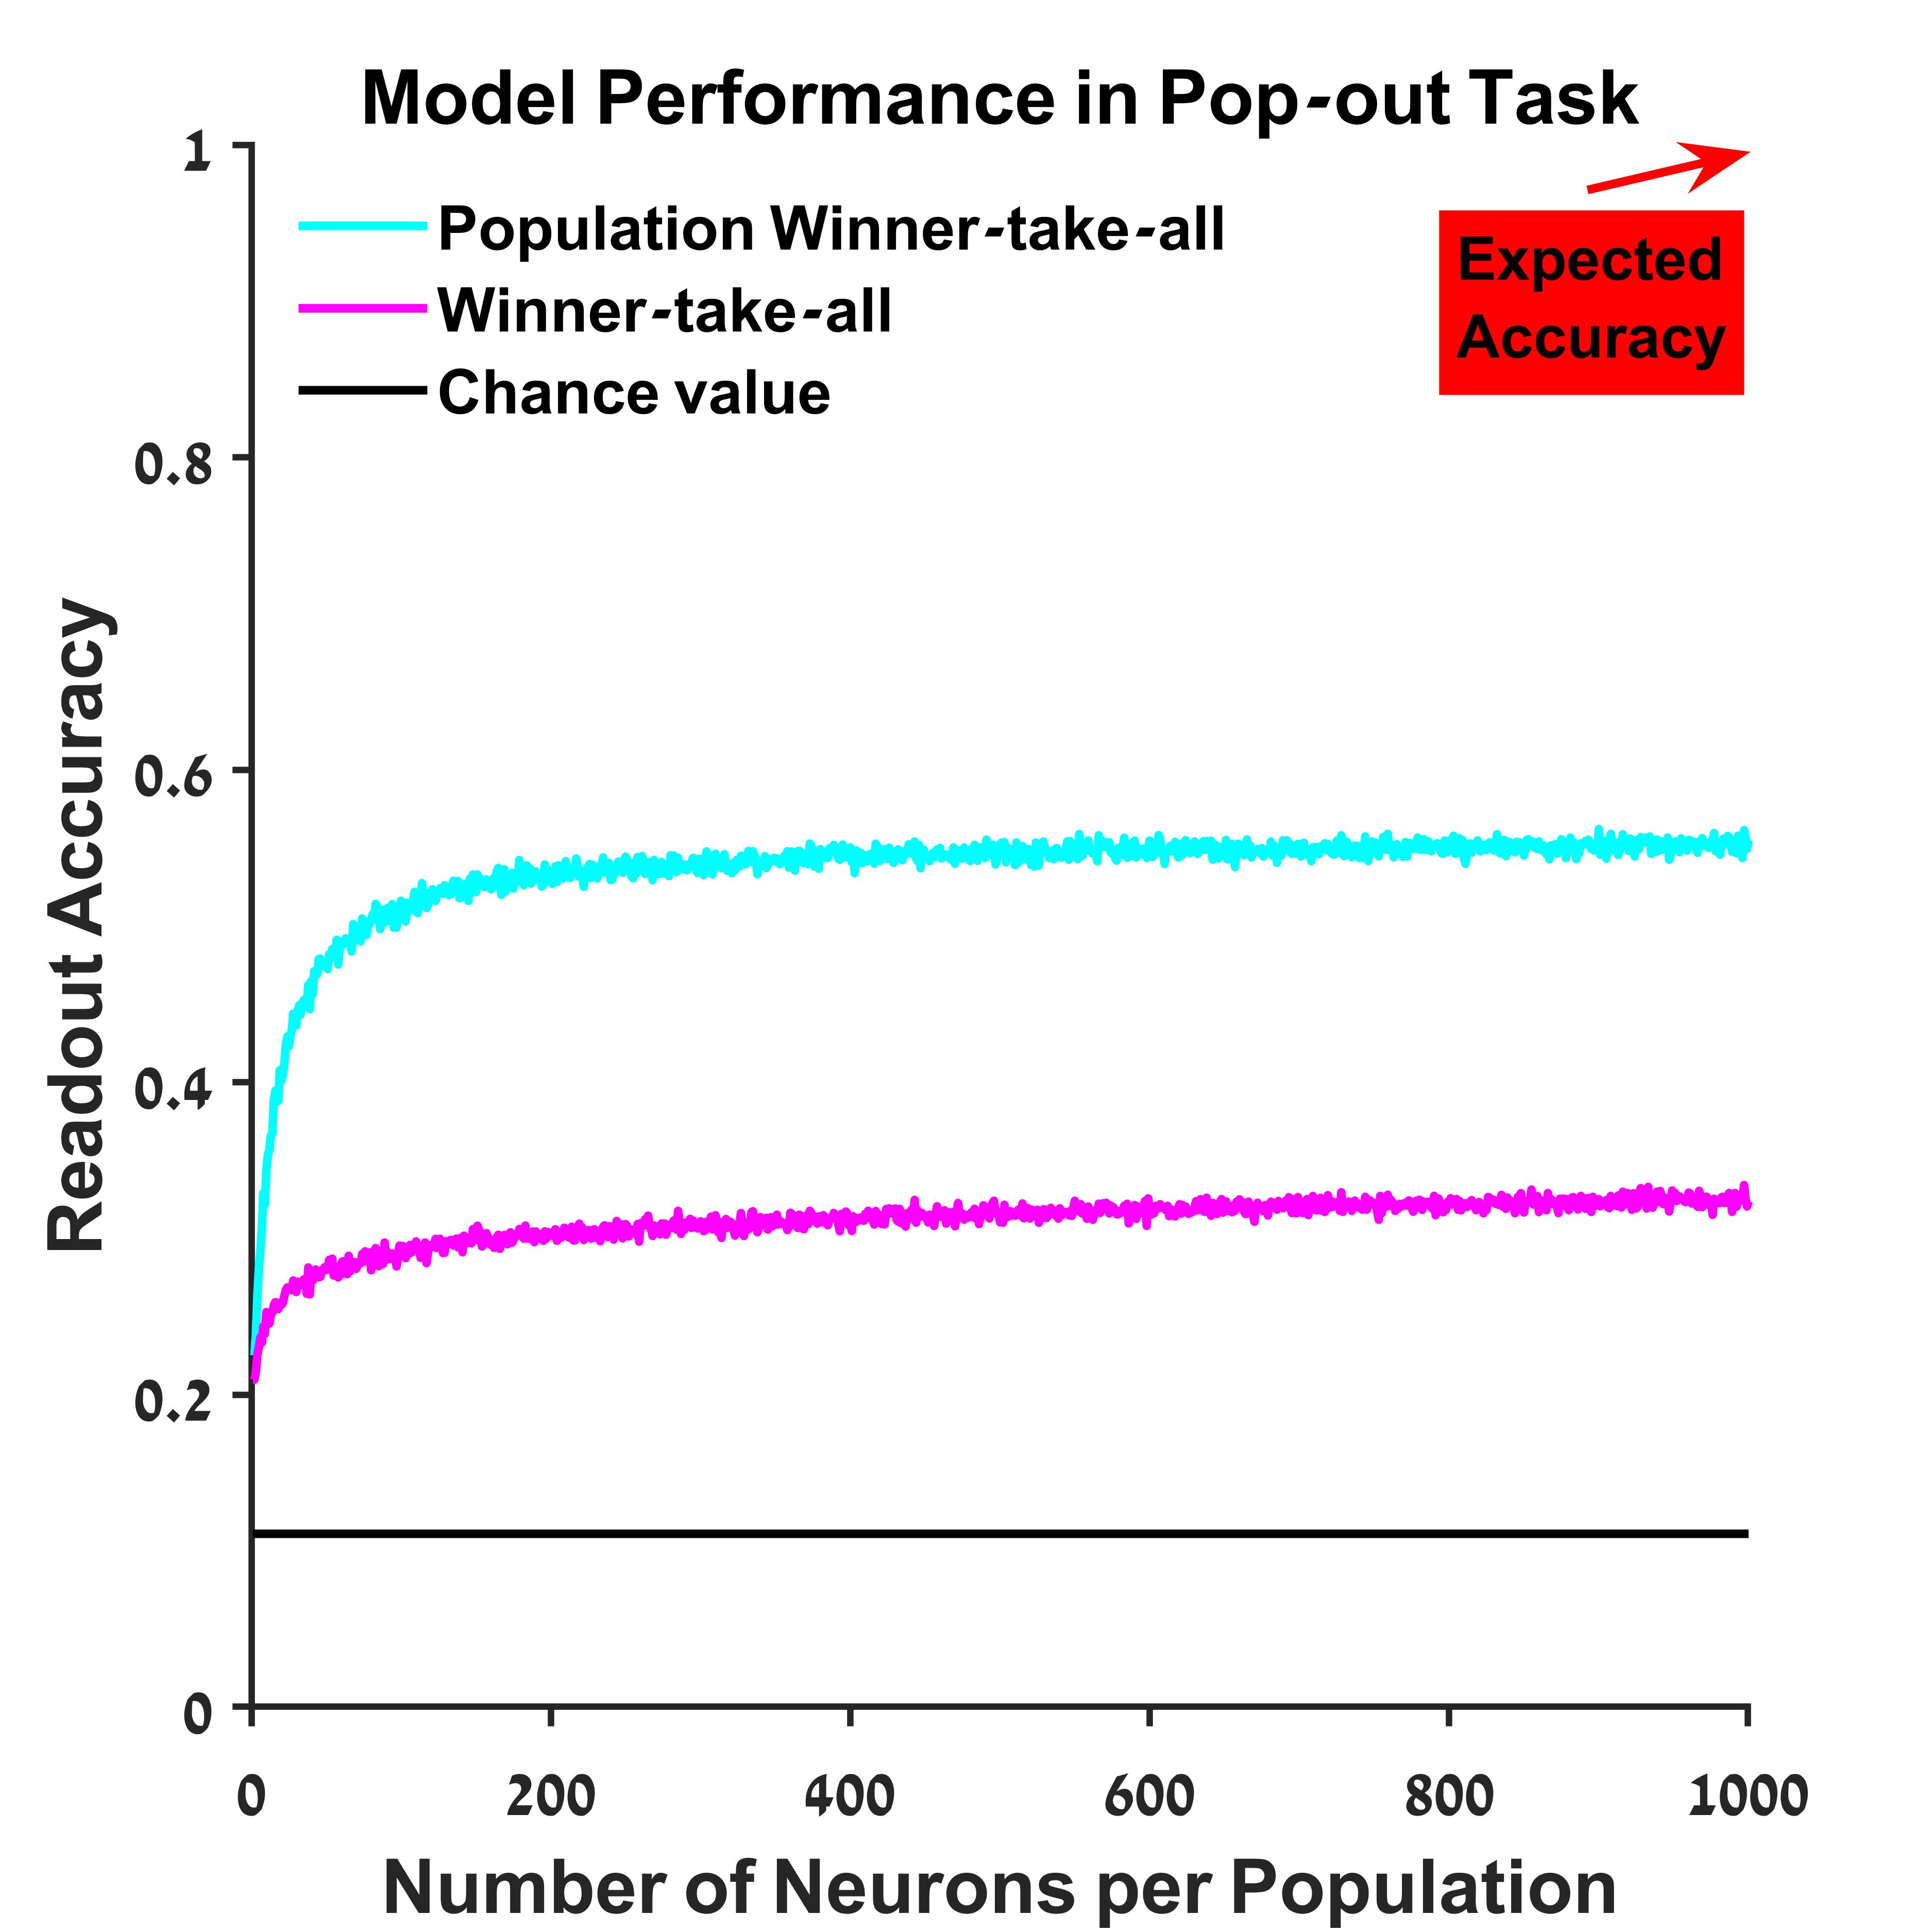 Model Performance in Pop-out Task
1
Population Winner-take-all
Winner-take-all
Chance value
Expected
Accuracy
0.8
0.6
0.4
0.2
0
Readout Accuracy
0 200 400 600 800 1000
Number of Neurons per Population